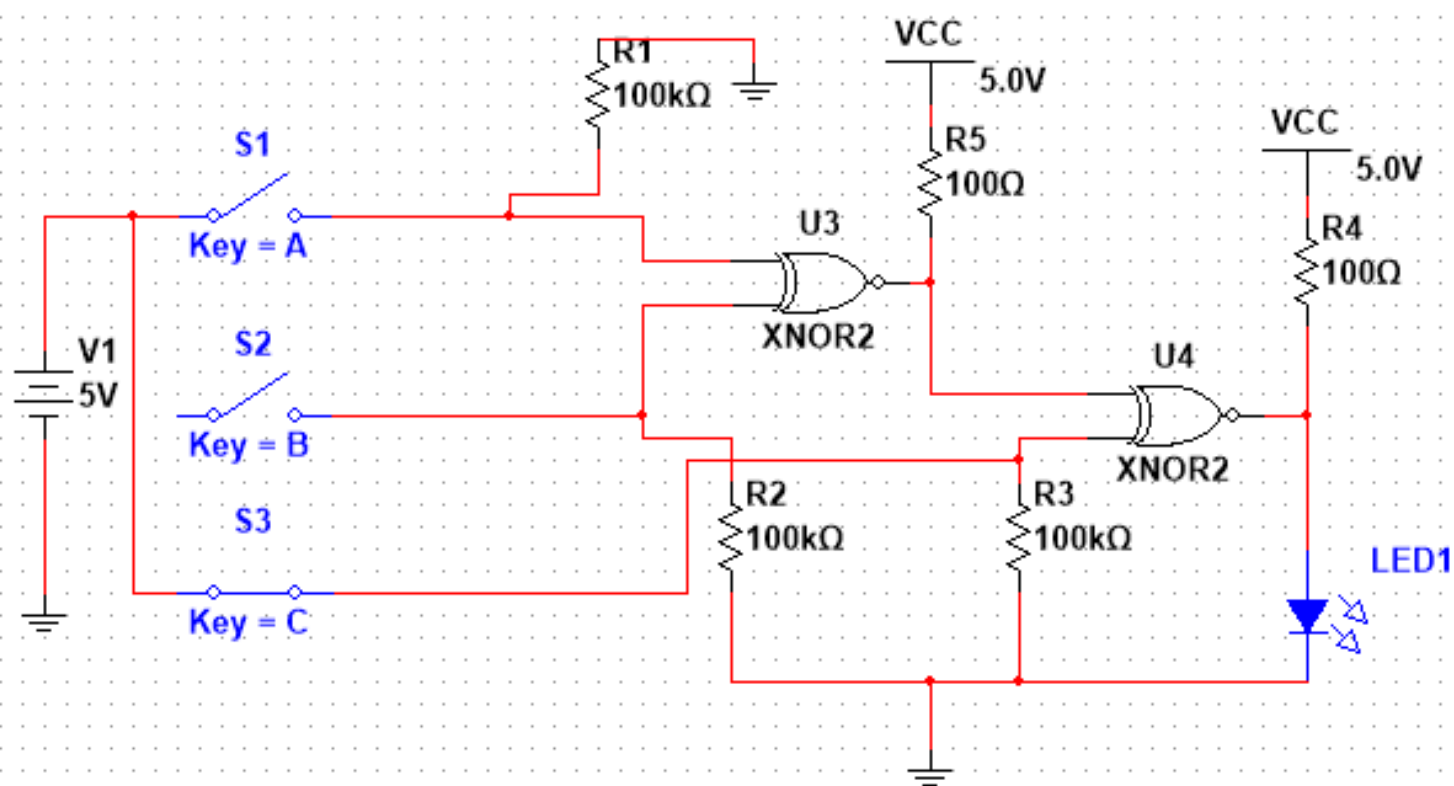 R1
100kΩ
VCC
5.0V
R5
100Ω
VCC
5.0V
R4
100Ω
S1
Key = A
U3
XNOR2
V1
5V
S2
Key = B
U4
XNOR2
S3
Key = C
R2
100kΩ
R3
100kΩ
LED1